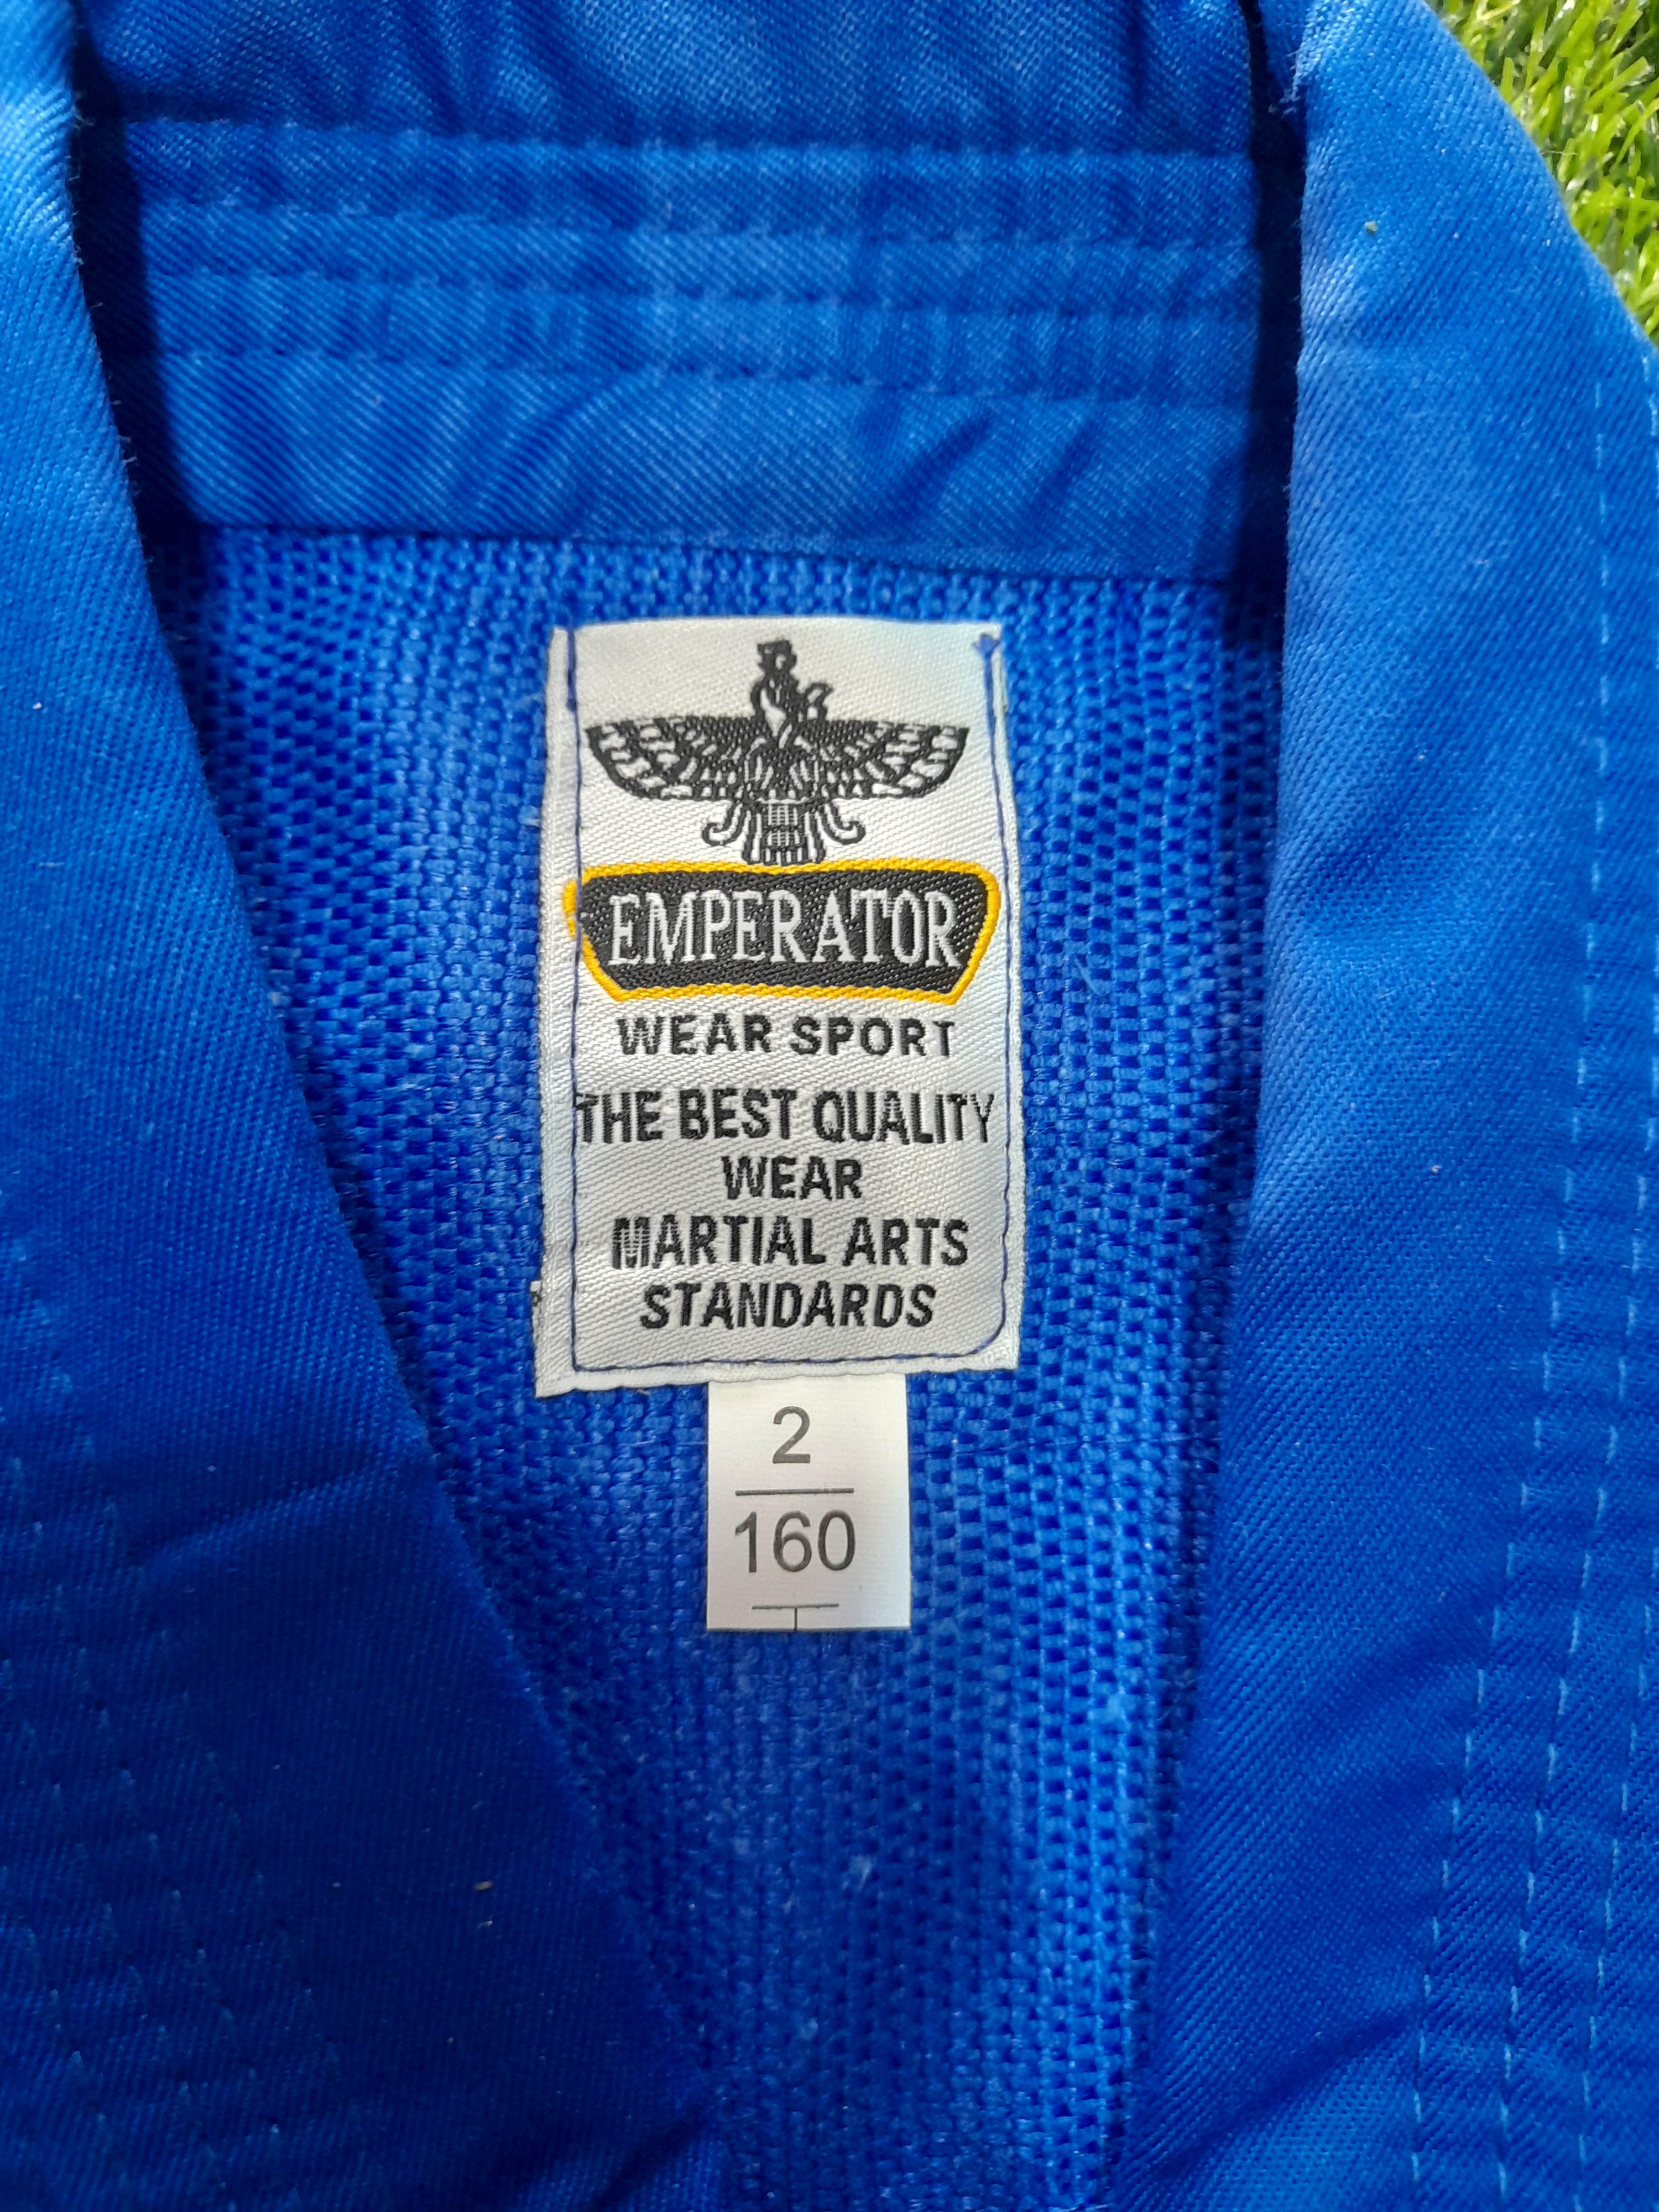 EMPERATOR
WEAR SPORT
THE BEST QUALITY
WEAR
MARTIAL ARTS
STANDARDS
2
160